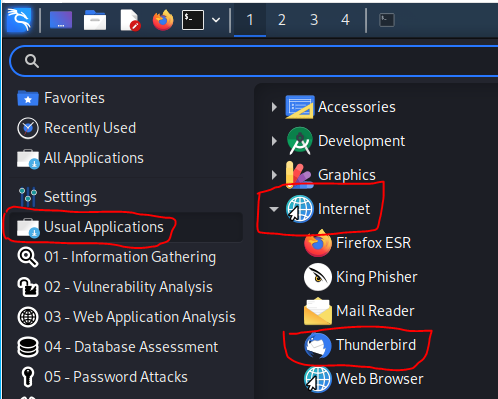 1 2 3 4
Favorites
Recently Used
All Applications
Settings
Usual Applications
01 - Information Gathering
02 - Vulnerability Analysis
03 - Web Application Analysis
04 - Database Assessment
05 - Password Attacks
Accessories
Development
Graphics
Internet
Firefox ESR
King Phisher
Mail Reader
Thunderbird
Web Browser